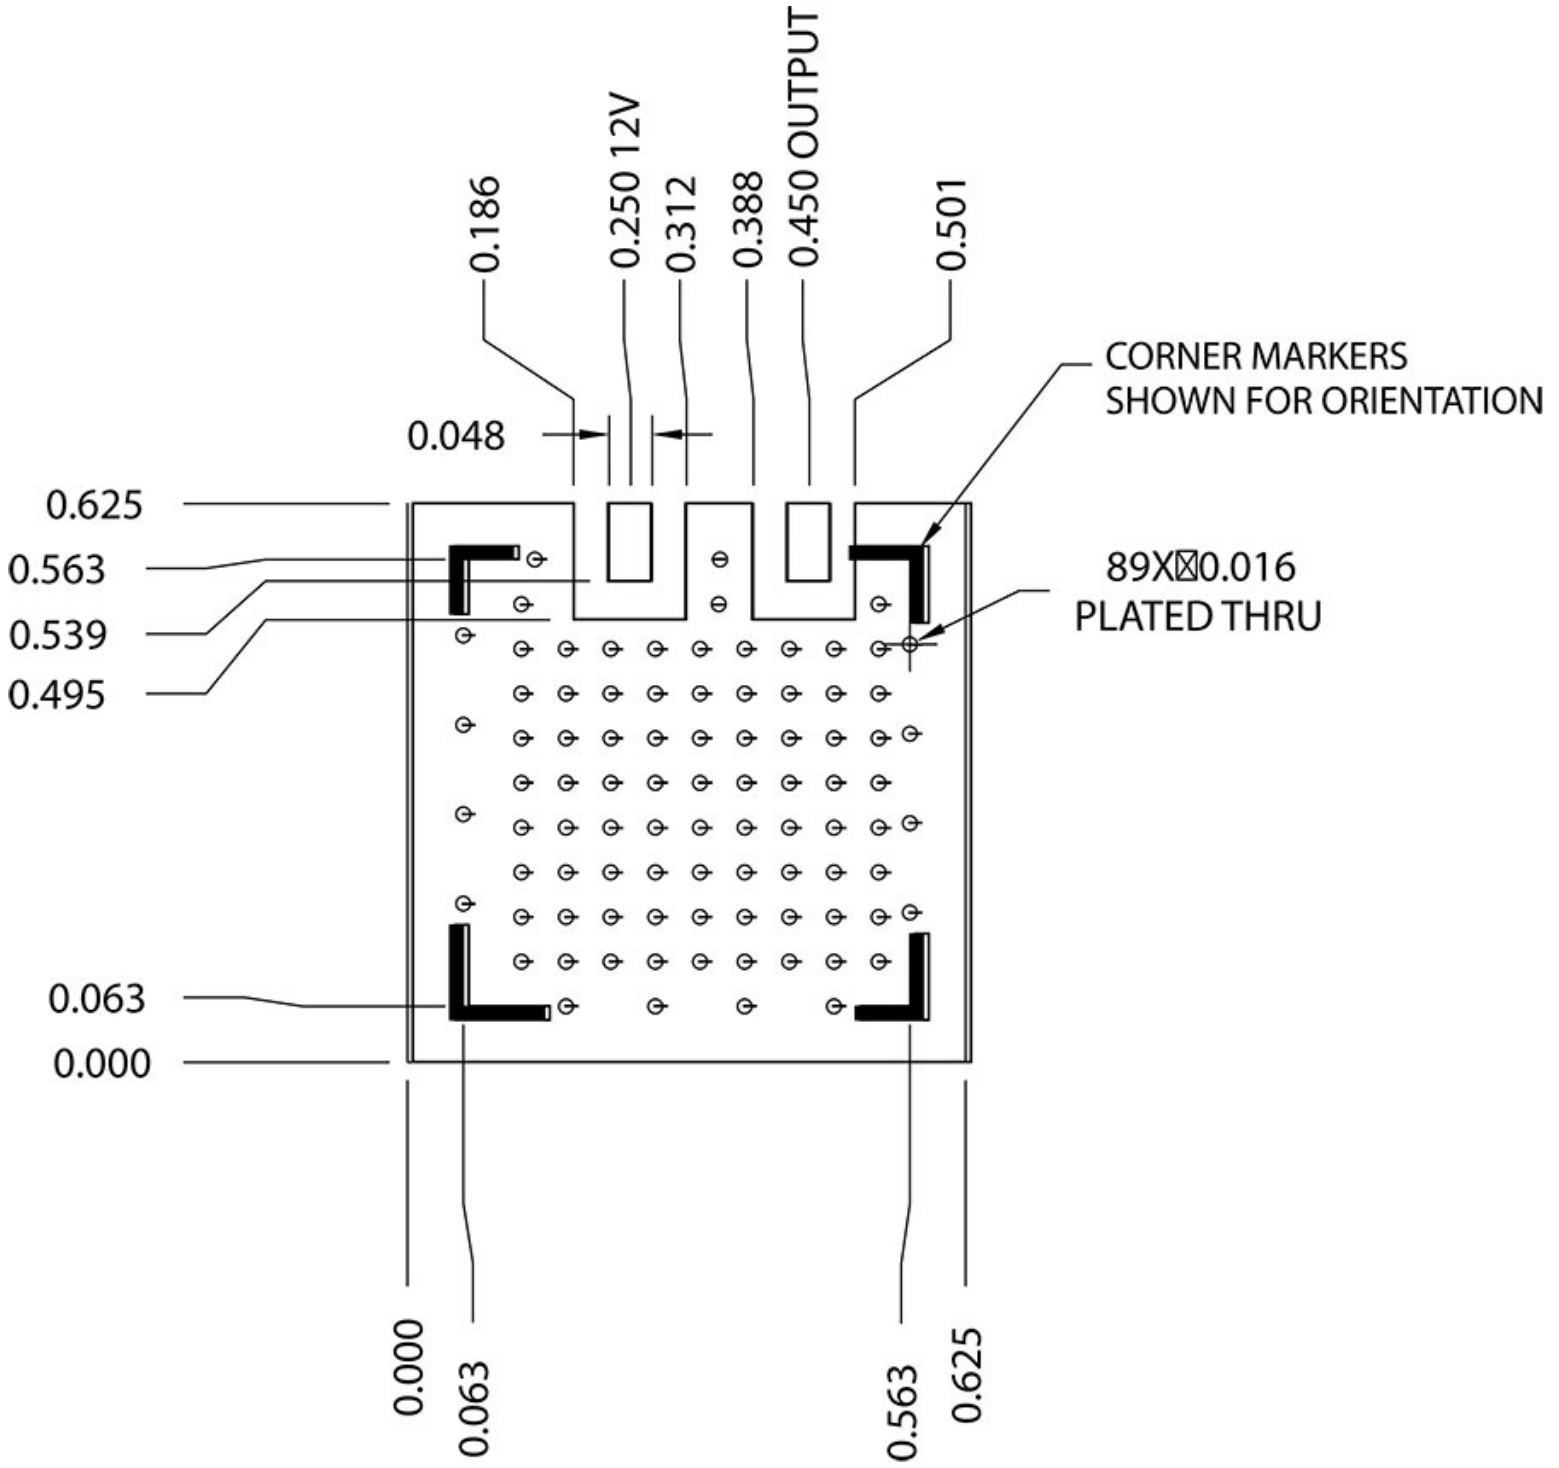 0.186
0.250 12V
0.312
0.388
0.450 OUTPUT
0.501
CORNER MARKERS
SHOWN FOR ORIENTATION
0.048
0.625
0.563
0.539
0.495
89X☒0.016
PLATED THRU
0.063
0.000
0.000
0.063
0.563
0.625